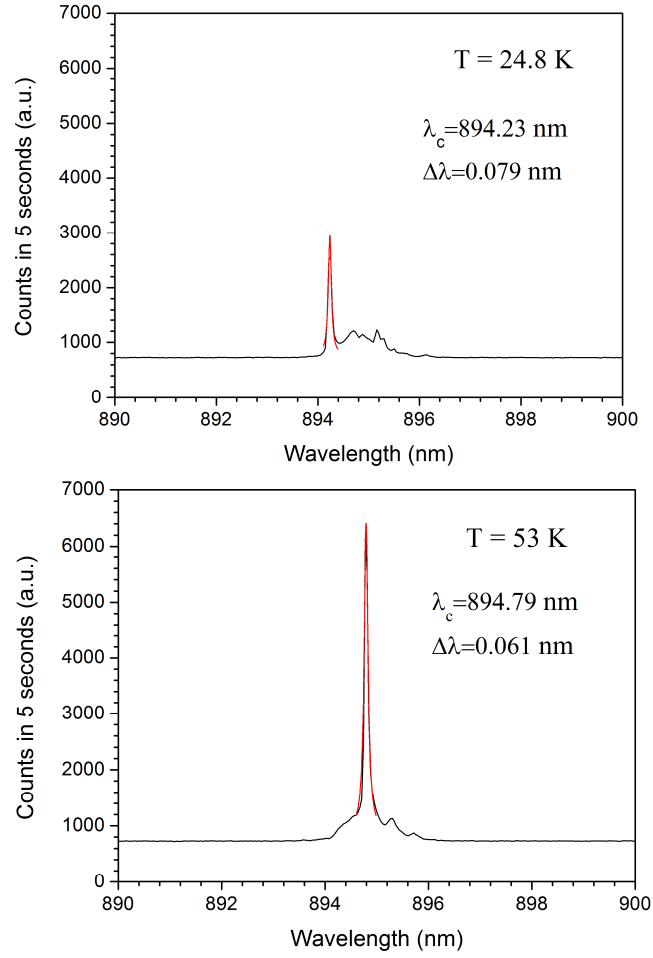 7000
6000
5000
4000
3000
2000
1000
0
Counts in 5 seconds (a.u.)
T = 24.8 K
λc=894.23 nm
Δλ=0.079 nm
890 892 894 896 898 900
Wavelength (nm)
7000
6000
5000
4000
3000
2000
1000
0
Counts in 5 seconds (a.u.)
T = 53 K
λc=894.79 nm
Δλ=0.061 nm
890 892 894 896 898 900
Wavelength (nm)